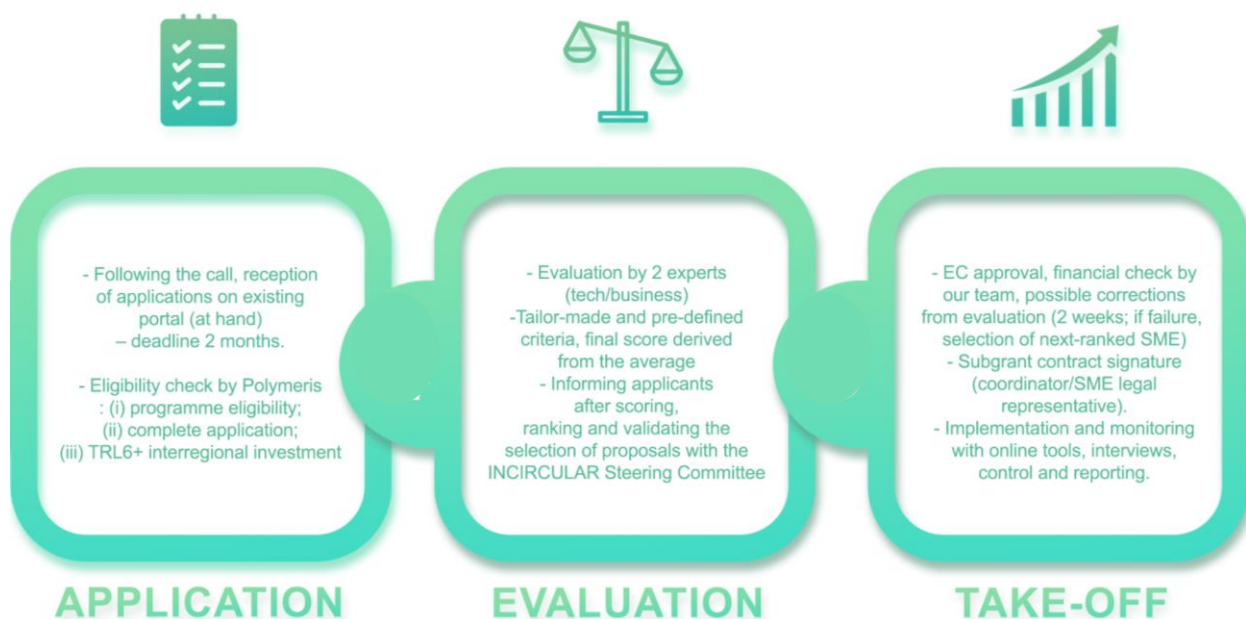 - Following the call, reception
of applications on existing
portal (at hand)
– deadline 2 months.
- Eligibility check by Polymeris
: (i) programme eligibility;
(ii) complete application;
(iii) TRL6+ interregional investment
APPLICATION
- Evaluation by 2 experts
(tech/business)
-Tailor-made and pre-defined
criteria, final score derived
from the average
- Informing applicants
after scoring,
ranking and validating the
selection of proposals with the
INCIRCULAR Steering Committee
EVALUATION
- EC approval, financial check by
our team, possible corrections
from evaluation (2 weeks; if failure,
selection of next-ranked SME)
- Subgrant contract signature
(coordinator/SME legal
representative).
- Implementation and monitoring
with online tools, interviews,
control and reporting.
TAKE-OFF